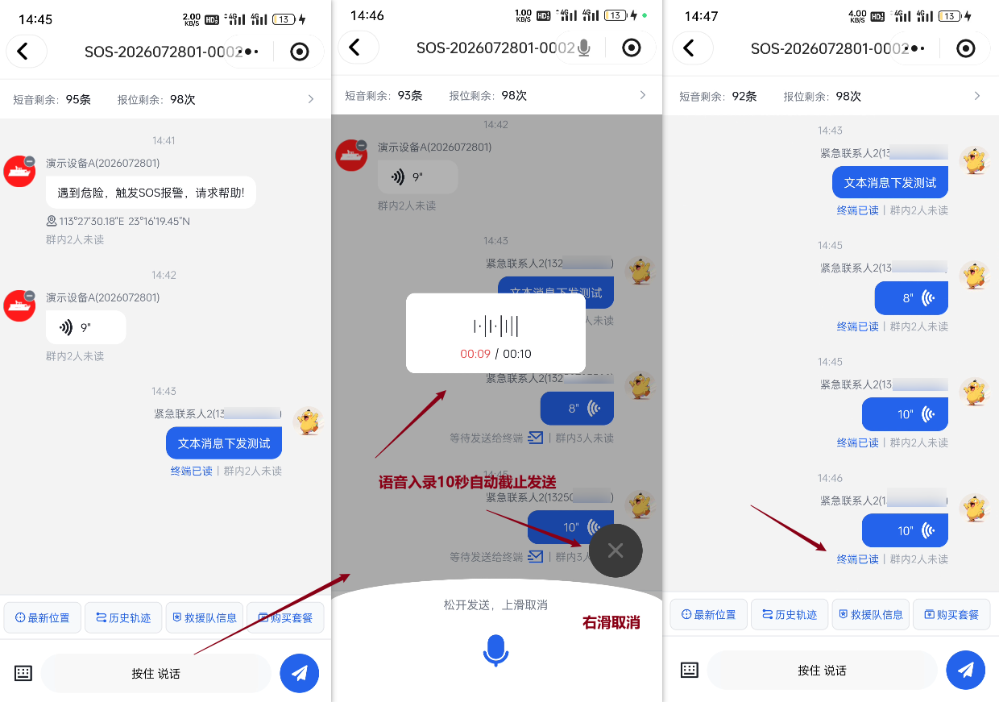 14:45
2.00 KB/S HD 4G 4G 13
SOS-2026072801-0002
短音剩余: 95条 报位剩余: 98次
14:41
演示设备A(2026072801)
遇到危险，触发SOS报警，请求帮助!
113°27'30.18"E 23°16'19.45"N
群内2人未读
14:42
演示设备A(2026072801)
9"
群内2人未读
14:43
紧急联系人2(13
文本消息下发测试
终端已读 | 群内2人未读
最新位置
历史轨迹
救援队信息
购买套餐
按住 说话
14:46
1.00 KB/S HD 4G 4G 13
SOS-2026072801-0002
短音剩余: 93条 报位剩余: 98次
14:42
演示设备A(2026072801)
9"
群内2人未读
14:43
紧急联系人2(132
文本消息下发测试
人未读
00:09 / 00:10
紧急联系人2(132
8"
等待发送给终端 | 群内3人未读
14:45
语音入录10秒自动截止发送
紧急联系人2(1325
10"
等待发送给终端 | 群内3人
松开发送，上滑取消
右滑取消
14:47
4.00 KB/S HD 4G 4G 13
SOS-2026072801-0002
短音剩余: 92条 报位剩余: 98次
14:43
紧急联系人2(13
文本消息下发测试
终端已读 | 群内2人未读
14:45
紧急联系人2(13
8"
终端已读 | 群内2人未读
14:45
紧急联系人2(13
10"
终端已读 | 群内2人未读
14:46
紧急联系人2(1
10"
终端已读 | 群内2人未读
最新位置
历史轨迹
救援队信息
购买套餐
按住 说话